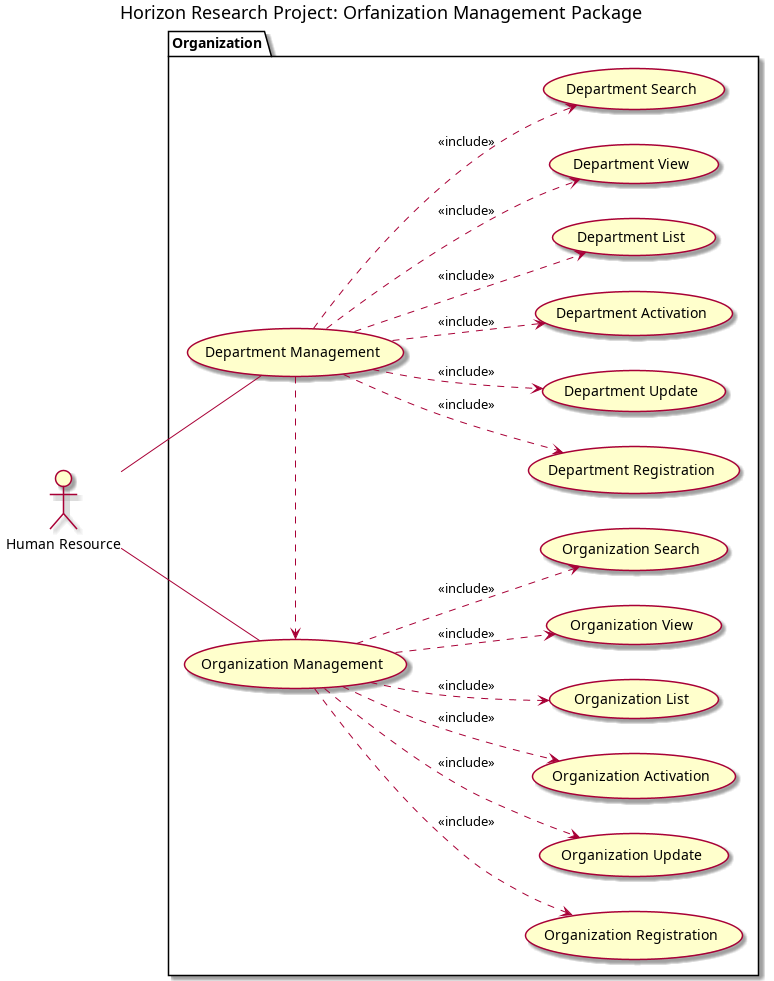 Horizon Research Project: Orfanization Management Package
Organization
Department Search
«include»
Department View
«include»
Department List
«include»
Department Activation
«include»
Department Management
«include»
Department Update
«include»
Department Registration
Human Resource
Organization Search
«include»
Organization View
«include»
Organization Management
«include»
Organization List
«include»
Organization Activation
«include»
Organization Update
«include»
Organization Registration